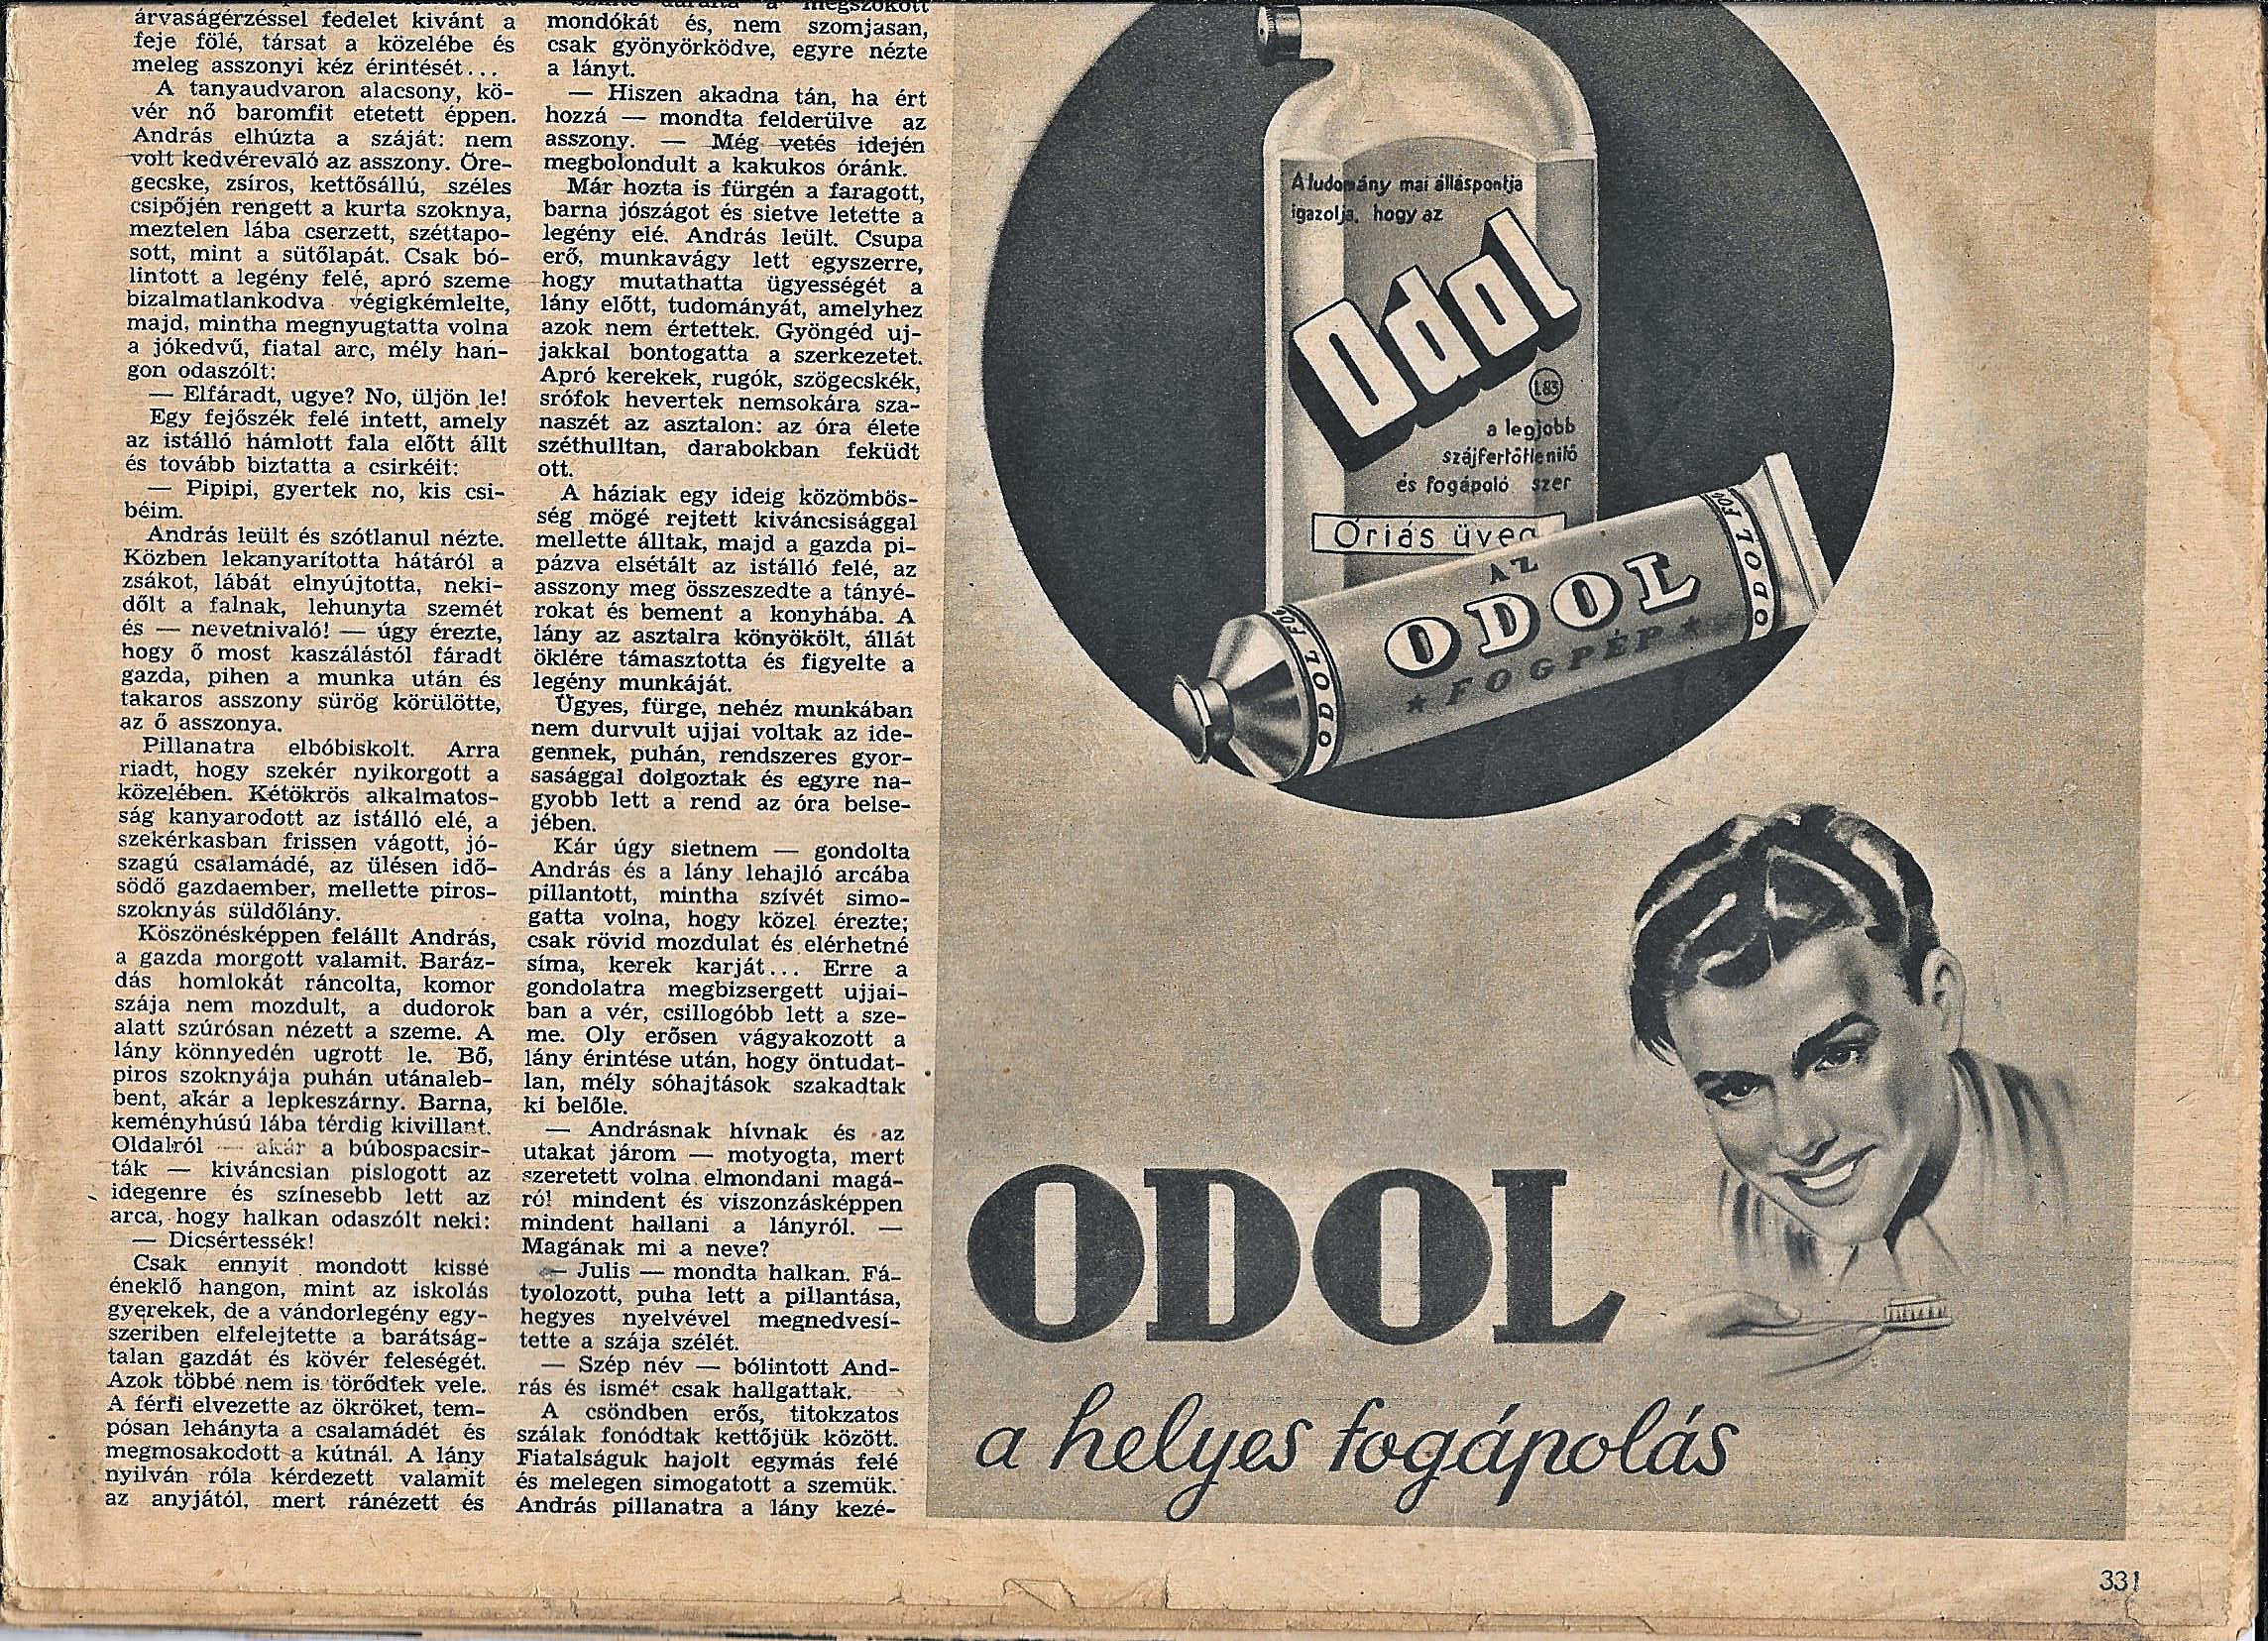 árvaságérzéssel fedelet kivánt a
feje fölé, társat a közelébe és
meleg asszonyi kéz érintését...
A tanyaudvaron alacsony, kö-
vér nő baromfit etetett éppen.
András elhúzta a száját: nem
volt kedvérevaló az asszony. Öre-
gecske, zsíros, kettősállú, széles
csipőjén rengett a kurta szoknya,
meztelen lába cserzett, széttapo-
sott, mint a sütőlapát. Csak bó-
lintott a legény felé, apró szeme
bizalmatlankodva végigkémlelte,
majd, mintha megnyugtatta volna
a jókedvű, fiatal arc, mély han-
gon odaszólt:
— Elfáradt, ugye? No, üljön le!
Egy fejőszék felé intett, amely
az istálló hámlott fala előtt állt
és tovább biztatta a csirkéit:
— Pipipi, gyertek no, kis csi-
béim.
András leült és szótlanul nézte.
Közben lekanyarította hátáról a
zsákot, lábát elnyújtotta, neki-
dőlt a falnak, lehunyta szemét
és — nevetnivaló! — úgy érezte,
hogy ő most kaszálástól fáradt
gazda, pihen a munka után és
takaros asszony sürög körülötte,
az ő asszonya.
Pillanatra elbóbiskolt. Arra
riadt, hogy szekér nyikorgott a
közelében. Kétökrös alkalmatos-
ság kanyarodott az istálló elé, a
szekérkasban frissen vágott, jó-
szagú csalamádé, az ülésen idő-
södő gazdaember, mellette piros-
szoknyás süldőlány.
Köszönésképpen felállt András,
a gazda morgott valamit. Baráz-
dás homlokát ráncolta, komor
szája nem mozdult, a dudorok
alatt szúrósan nézett a szeme. A
lány könnyedén ugrott le. Bő,
piros szoknyája puhán utánaleb-
bent, akár a lepkeszárny. Barna,
keményhúsú lába térdig kivillant.
Oldalról — akár a búbospacsir-
ták — kiváncsian pislogott az
idegenre és színesebb lett az
arca, hogy halkan odaszólt neki:
— Dicsértessék!
Csak ennyit mondott kissé
éneklő hangon, mint az iskolás
gyerekek, de a vándorlegény egy-
szeriben elfelejtette a barátság-
talan gazdát és kövér feleségét.
Azok többé nem is törődtek vele.
A férfi elvezette az ökröket, tem-
pósan lehányta a csalamádét és
megmosakodott a kútnál. A lány
nyilván róla kérdezett valamit
az anyjától, mert ránézett és
a megszokott
mondókát és, nem szomjasan,
csak gyönyörködve, egyre nézte
a lányt.
— Hiszen akadna tán, ha ért
hozzá — mondta felderülve az
asszony. — Még vetés idején
megbolondult a kakukos óránk.
Már hozta is fürgén a faragott,
barna jószágot és sietve letette a
legény elé. András leült. Csupa
erő, munkavágy lett egyszerre,
hogy mutathatta ügyességét a
lány előtt, tudományát, amelyhez
azok nem értettek. Gyöngéd uj-
jakkal bontogatta a szerkezetet.
Apró kerekek, rugók, szögecskék,
srófok hevertek nemsokára sza-
naszét az asztalon: az óra élete
széthulltan, darabokban feküdt
ott.
A háziak egy ideig közömbös-
ség mögé rejtett kiváncsisággal
mellette álltak, majd a gazda pi-
pázva elsétált az istálló felé, az
asszony meg összeszedte a tányé-
rokat és bement a konyhába. A
lány az asztalra könyökölt, állát
öklére támasztotta és figyelte a
legény munkáját.
Ügyes, fürge, nehéz munkában
nem durvult ujjai voltak az ide-
gennek, puhán, rendszeres gyor-
sasággal dolgoztak és egyre na-
gyobb lett a rend az óra belse-
jében.
Kár úgy sietnem — gondolta
András és a lány lehajló arcába
pillantott, mintha szívét simo-
gatta volna, hogy közel érezte;
csak rövid mozdulat és elérhetné
síma, kerek karját... Erre a
gondolatra megbizsergett ujjai-
ban a vér, csillogóbb lett a sze-
me. Oly erősen vágyakozott a
lány érintése után, hogy öntudat-
lan, mély sóhajtások szakadtak
ki belőle.
— Andrásnak hívnak és az
utakat járom — motyogta, mert
szeretett volna elmondani magá-
ról mindent és viszonzásképpen
mindent hallani a lányról. —
Magának mi a neve?
— Julis — mondta halkan. Fá-
tyolozott, puha lett a pillantása,
hegyes nyelvével megnedvesí-
tette a szája szélét.
— Szép név — bólintott And-
rás és ismét csak hallgattak.
A csöndben erős, titokzatos
szálak fonódtak kettőjük között.
Fiatalságuk hajolt egymás felé
és melegen simogatott a szemük.
András pillanatra a lány kezé-
A tudomány mai álláspontja
igazolja, hogy az
Odol
L83
a legjobb
szájfertőtlenitő
és fogápoló szer
Óriás üveg
AZ
ODOL
★ FOGPÉP ★
ODOL FOG
ODOL FOG
ODOL
a helyes fogápolás
331